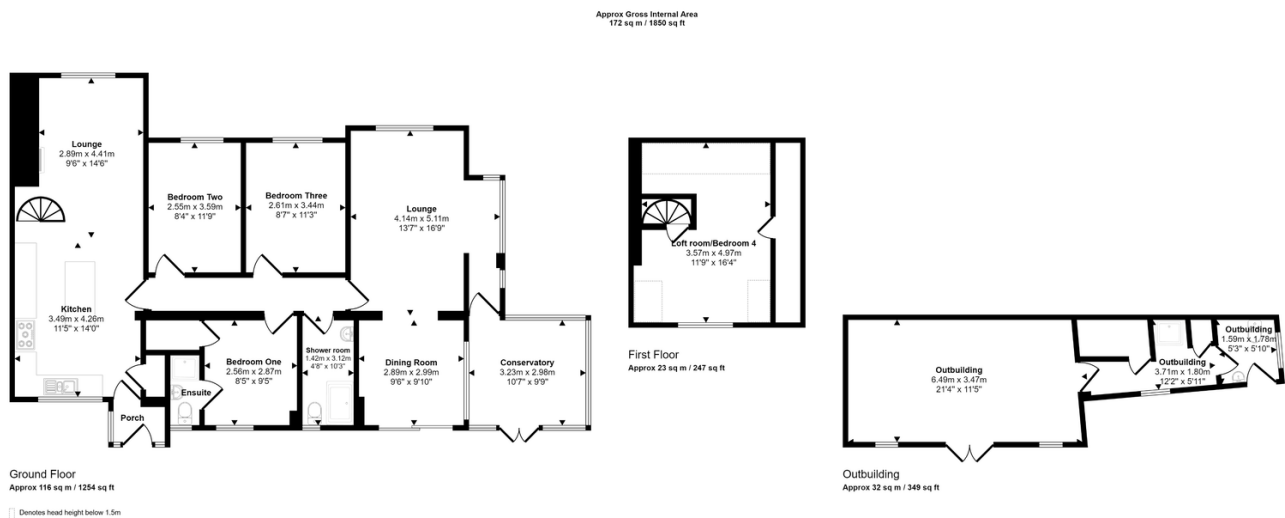 Approx Gross Internal Area
172 sq m / 1850 sq ft
Lounge
2.89m x 4.41m
9'6" x 14'6"
Bedroom Two
2.55m x 3.59m
8'4" x 11'9"
Bedroom Three
2.61m x 3.44m
8'7" x 11'3"
Lounge
4.14m x 5.11m
13'7" x 16'9"
Kitchen
3.49m x 4.26m
11'5" x 14'0"
Bedroom One
2.56m x 2.87m
8'5" x 9'5"
Shower room
1.42m x 3.12m
4'8" x 10'3"
Dining Room
2.89m x 2.99m
9'6" x 9'10"
Conservatory
3.23m x 2.98m
10'7" x 9'9"
Ensuite
Porch
Ground Floor
Approx 116 sq m / 1254 sq ft
Denotes head height below 1.5m
Loft room/Bedroom 4
3.57m x 4.97m
11'9" x 16'4"
First Floor
Approx 23 sq m / 247 sq ft
Outbuilding
6.49m x 3.47m
21'4" x 11'5"
Outbuilding
3.71m x 1.80m
12'2" x 5'11"
Outbuilding
1.59m x 1.78m
5'3" x 5'10"
Outbuilding
Approx 32 sq m / 349 sq ft